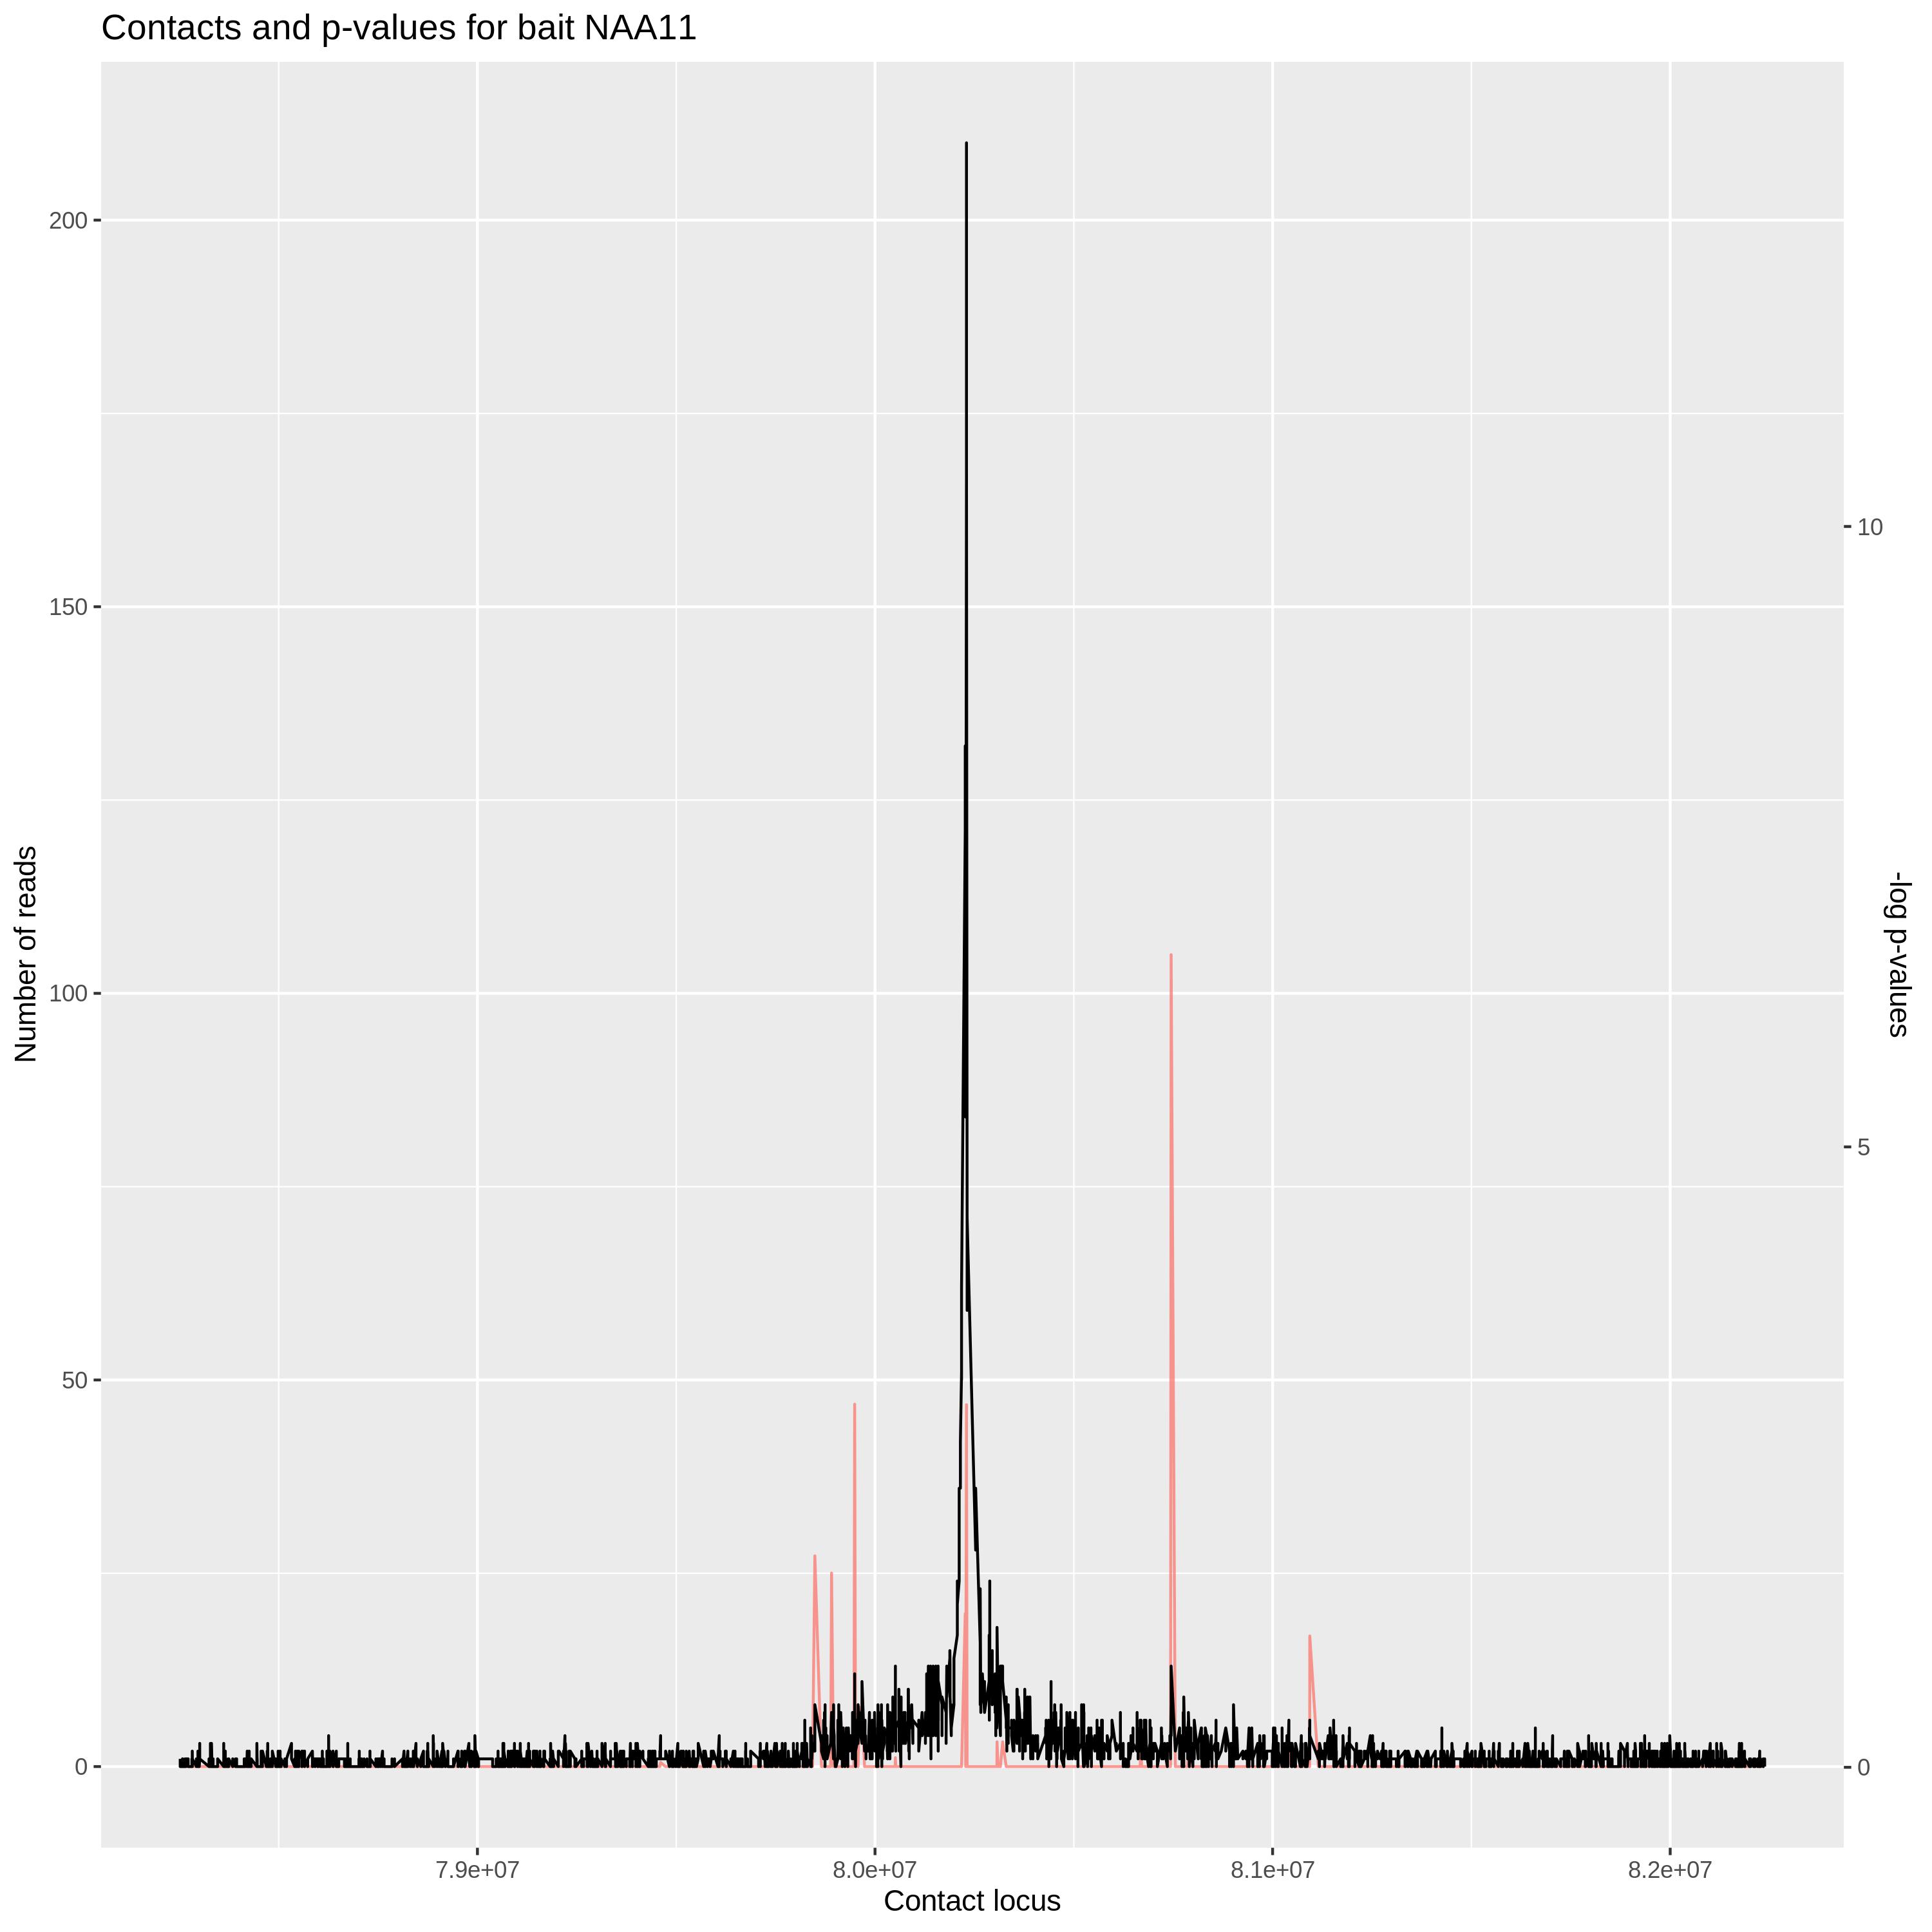 Contacts and p-values for bait NAA11
200
150
100
50
0
Number of reads
10
5
0
-log p-values
7.9e+07
8.0e+07
8.1e+07
8.2e+07
Contact locus